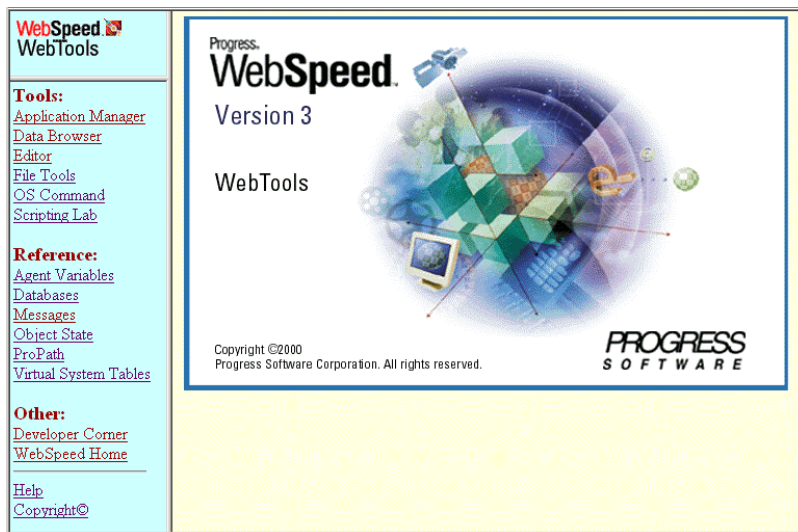 WebSpeed
WebTools
Tools:
Application Manager
Data Browser
Editor
File Tools
OS Command
Scripting Lab
Reference:
Agent Variables
Databases
Messages
Object State
ProPath
Virtual System Tables
Other:
Developer Corner
WebSpeed Home
Help
Copyright©
Progress.
WebSpeed.
Version 3
WebTools
Copyright ©2000
Progress Software Corporation. All rights reserved.
PROGRESS
SOFTWARE